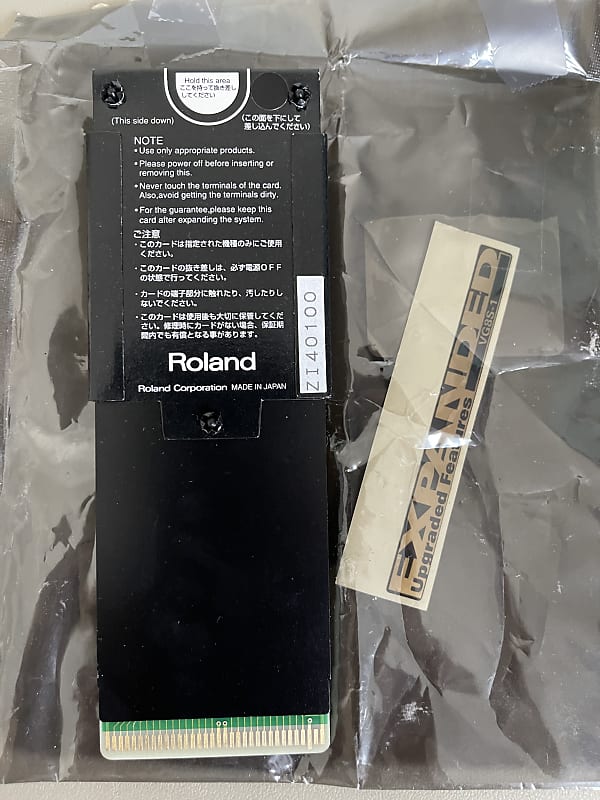 Hold this area
ここを持って抜き差し
してください
(This side down)
(この面を下にして
差し込んでください)
NOTE
• Use only appropriate products.
• Please power off before inserting or
removing this.
• Never touch the terminals of the card.
Also,avoid getting the terminals dirty.
• For the guarantee,please keep this
card after expanding the system.
ご注意
・このカードは指定された機種のみにご使用
ください。
・このカードの抜き差しは、必ず電源OFF
の状態で行ってください。
・カードの端子部分に触れたり、汚したりし
ないでください。
・このカードは使用後も大切に保管してくだ
さい。修理時にカードがない場合、保証期
間内でも有償となる事があります。
Roland
Roland Corporation MADE IN JAPAN
ZI40100
EXPANDER
VG8S-1
Upgraded Features